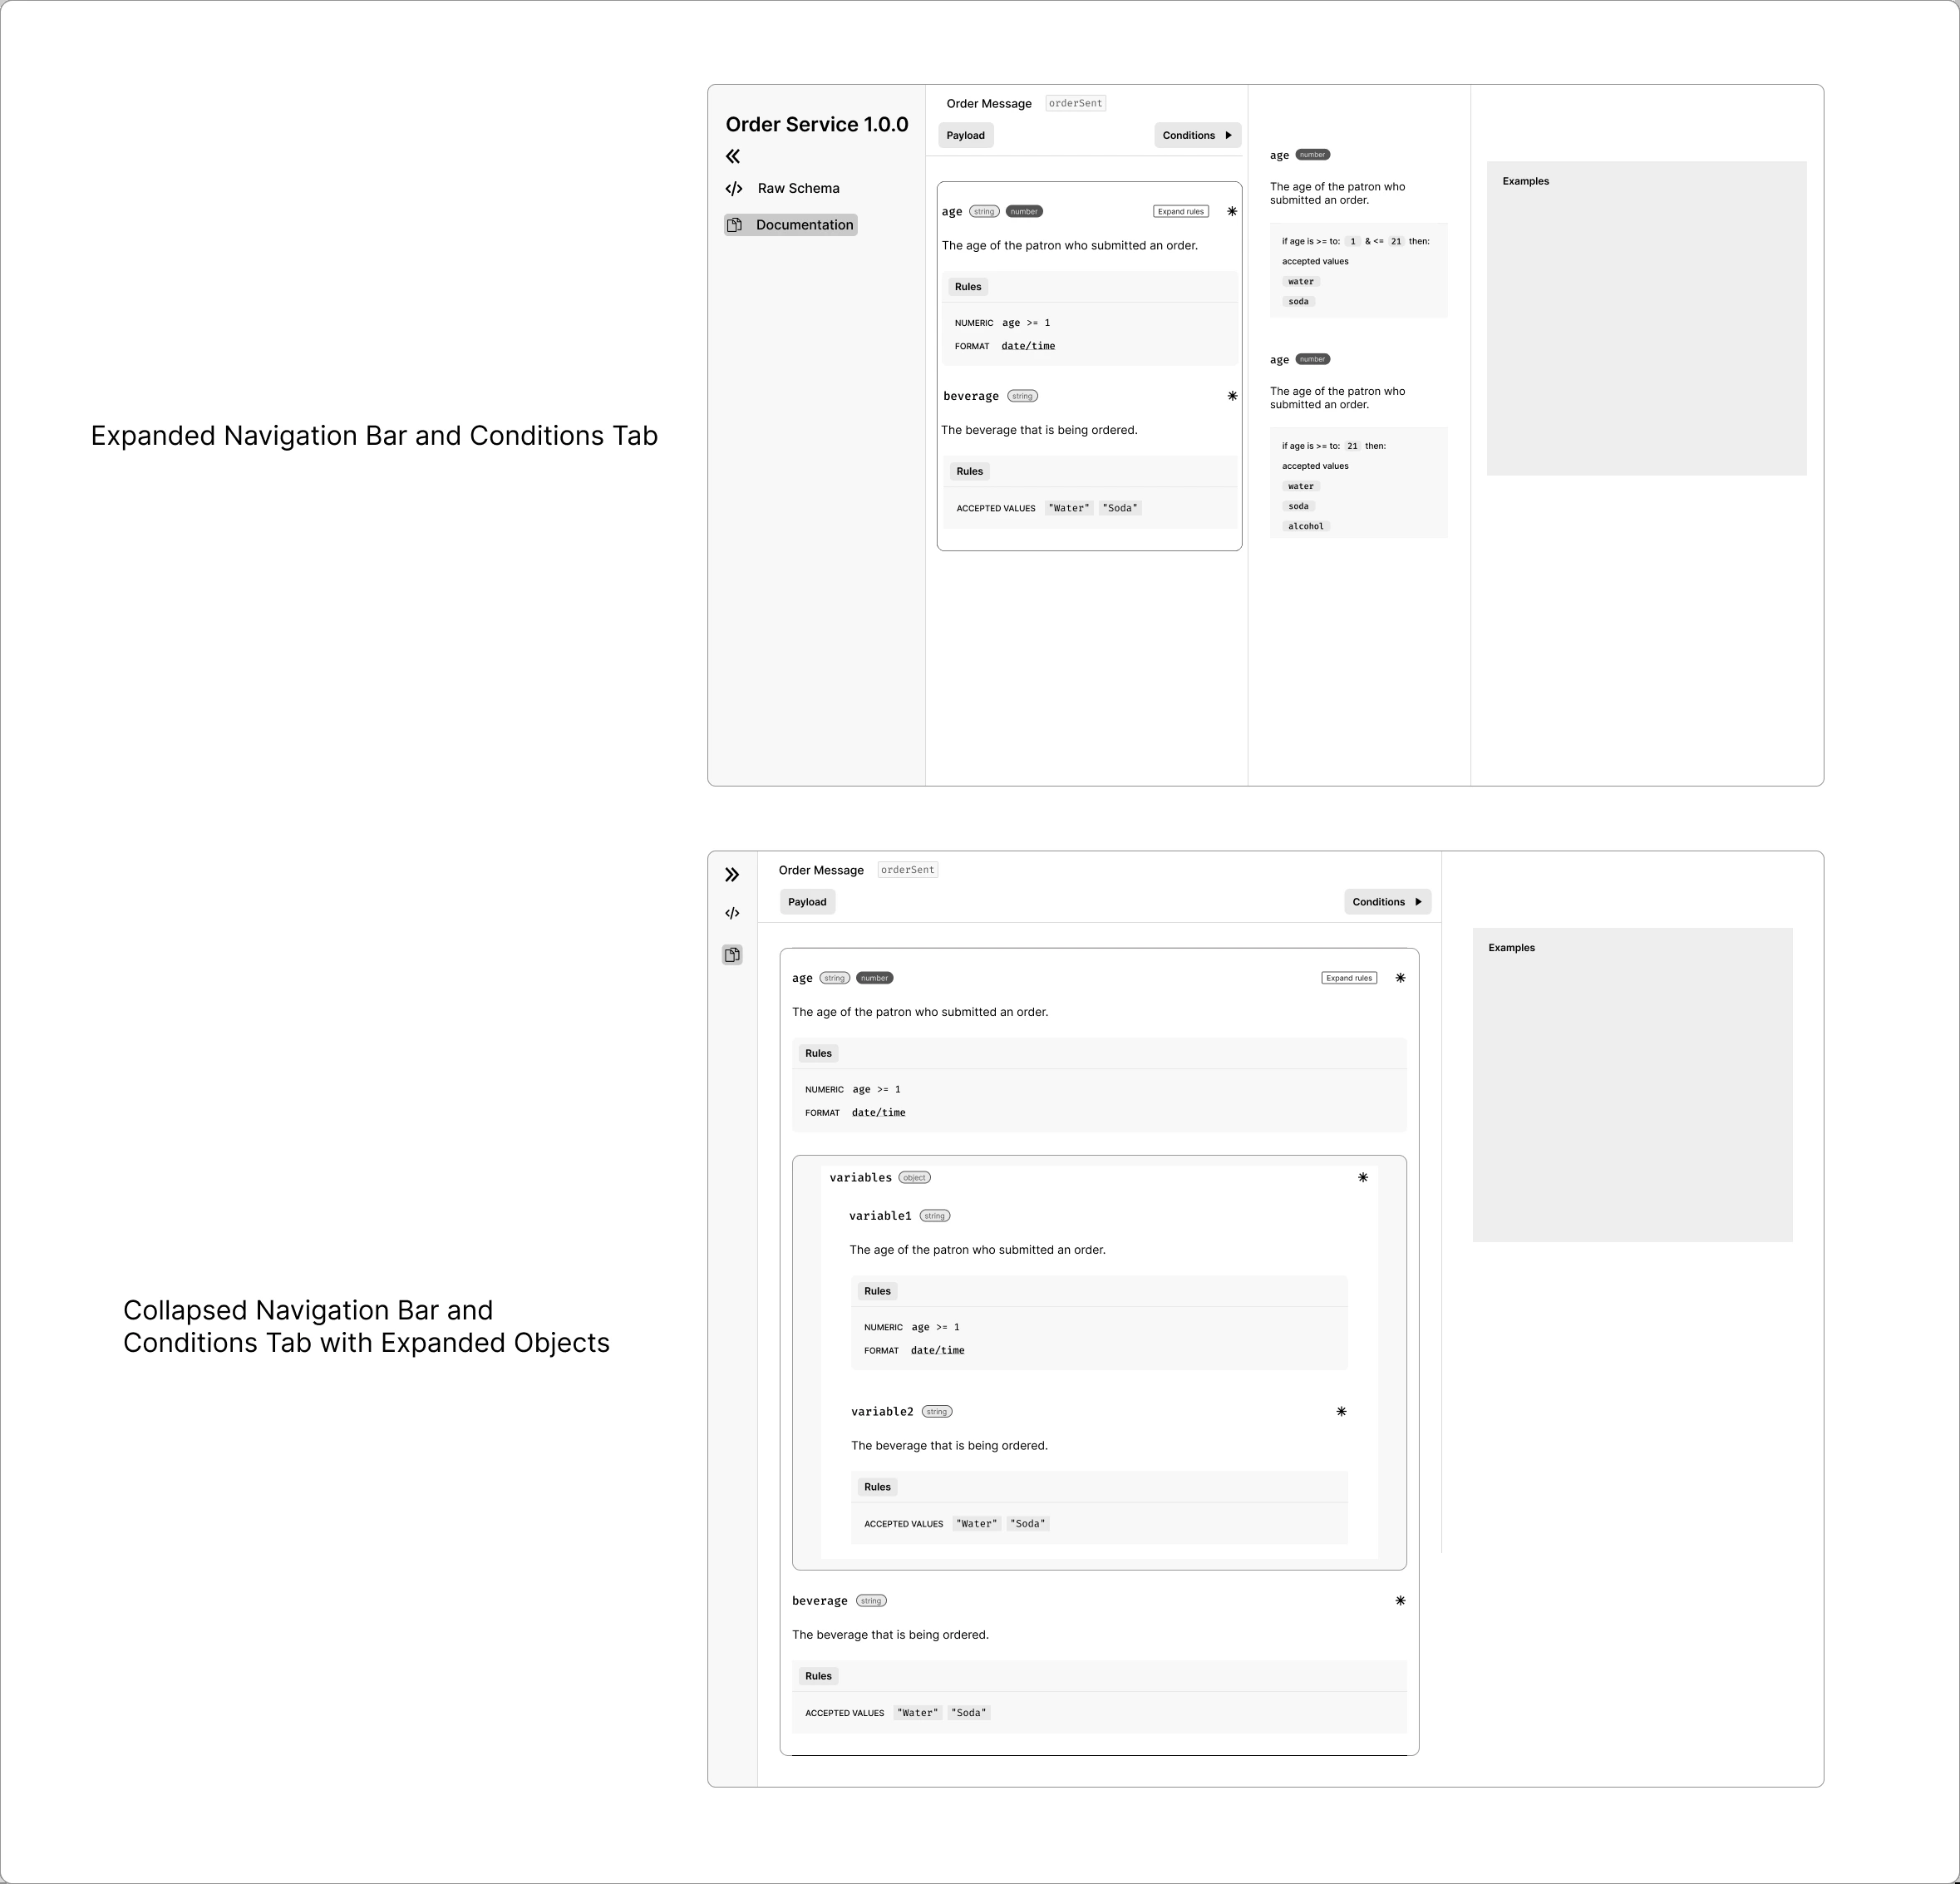 Expanded Navigation Bar and Conditions Tab
Order Service 1.0.0
</> Raw Schema
Documentation
Order Message orderSent
Payload Conditions
age string number Expand rules *
The age of the patron who submitted an order.
Rules
NUMERIC age >= 1
FORMAT date/time
beverage string *
The beverage that is being ordered.
Rules
ACCEPTED VALUES "Water" "Soda"
age number
The age of the patron who
submitted an order.
if age is >= to: 1 & <= 21 then:
accepted values
water
soda
age number
The age of the patron who
submitted an order.
if age is >= to: 21 then:
accepted values
water
soda
alcohol
Examples
Collapsed Navigation Bar and
Conditions Tab with Expanded Objects
</>
Order Message orderSent
Payload Conditions
age string number Expand rules *
The age of the patron who submitted an order.
Rules
NUMERIC age >= 1
FORMAT date/time
variables object *
variable1 string
The age of the patron who submitted an order.
Rules
NUMERIC age >= 1
FORMAT date/time
variable2 string *
The beverage that is being ordered.
Rules
ACCEPTED VALUES "Water" "Soda"
beverage string *
The beverage that is being ordered.
Rules
ACCEPTED VALUES "Water" "Soda"
Examples